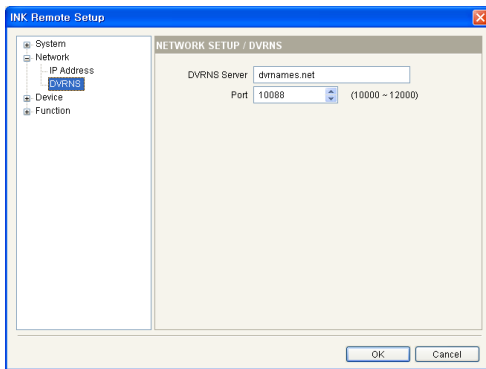 INK Remote Setup
System
Network
IP Address
DVRNS
Device
Function
NETWORK SETUP / DVRNS
DVRNS Server dvrnames.net
Port 10088 (10000 ~ 12000)
OK Cancel